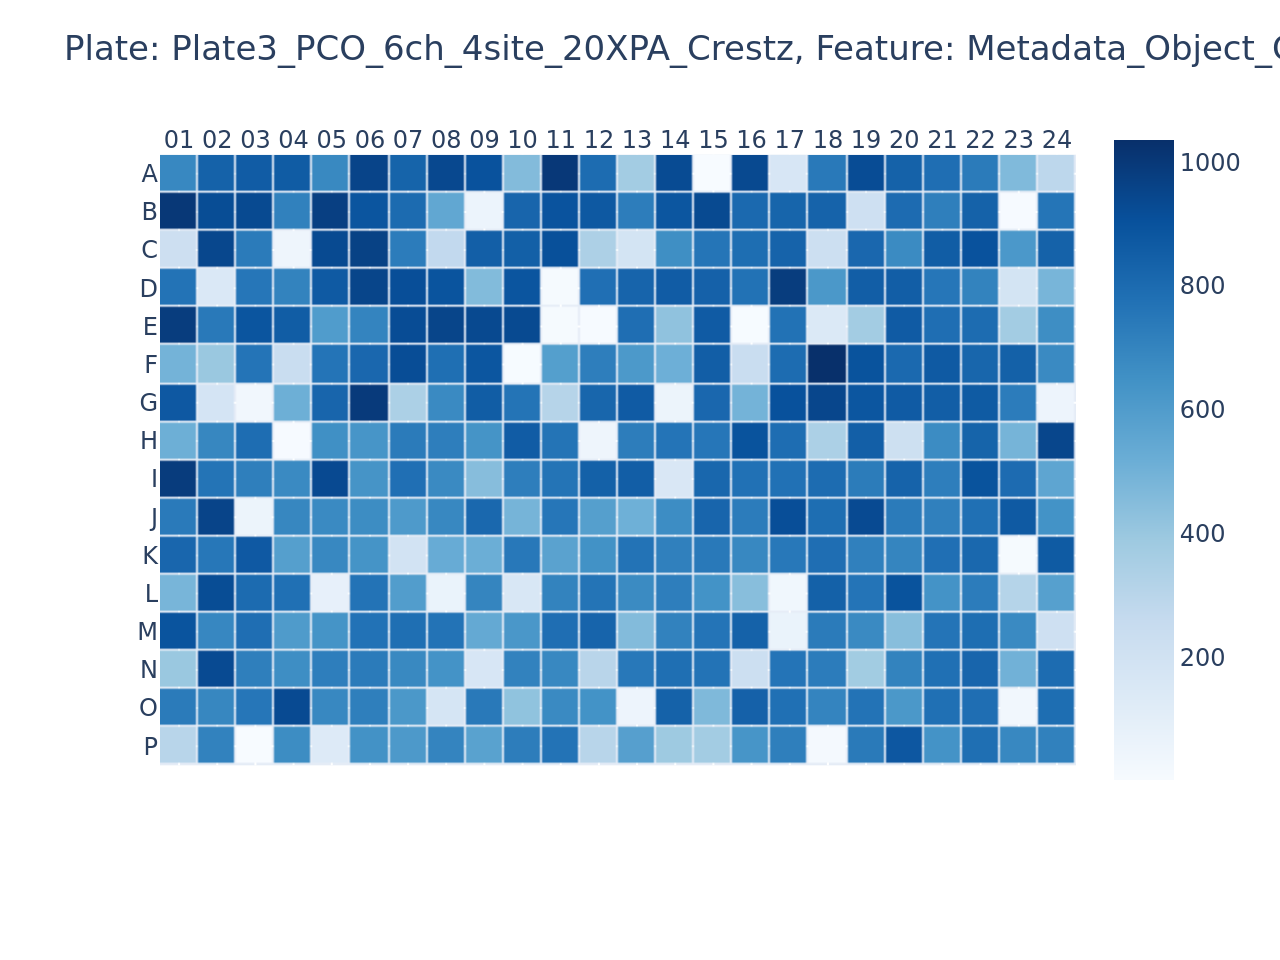 Plate: Plate3_PCO_6ch_4site_20XPA_Crestz, Feature: Metadata_Object_
01 02 03 04 05 06 07 08 09 10 11 12 13 14 15 16 17 18 19 20 21 22 23 24
A
B
C
D
E
F
G
H
I
J
K
L
M
N
O
P
1000
800
600
400
200